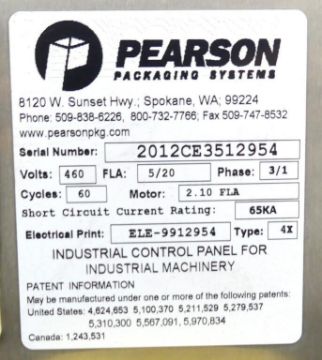 PEARSON
PACKAGING SYSTEMS
8120 W. Sunset Hwy.; Spokane, WA; 99224
Phone: 509-838-6226, 800-732-7766; Fax 509-747-8532
www.pearsonpkg.com
Serial Number: 2012CE3512954
Volts: 460 FLA: 5/20 Phase: 3/1
Cycles: 60 Motor: 2.10 FLA
Short Circuit Current Rating: 65KA
Electrical Print: ELE-9912954 Type: 4X
INDUSTRIAL CONTROL PANEL FOR
INDUSTRIAL MACHINERY
PATENT INFORMATION
May be manufactured under one or more of the following patents:
United States: 4,624,653 5,100,370 5,211,529 5,279,537
5,310,300 5,567,091 5,970,834
Canada: 1,243,531